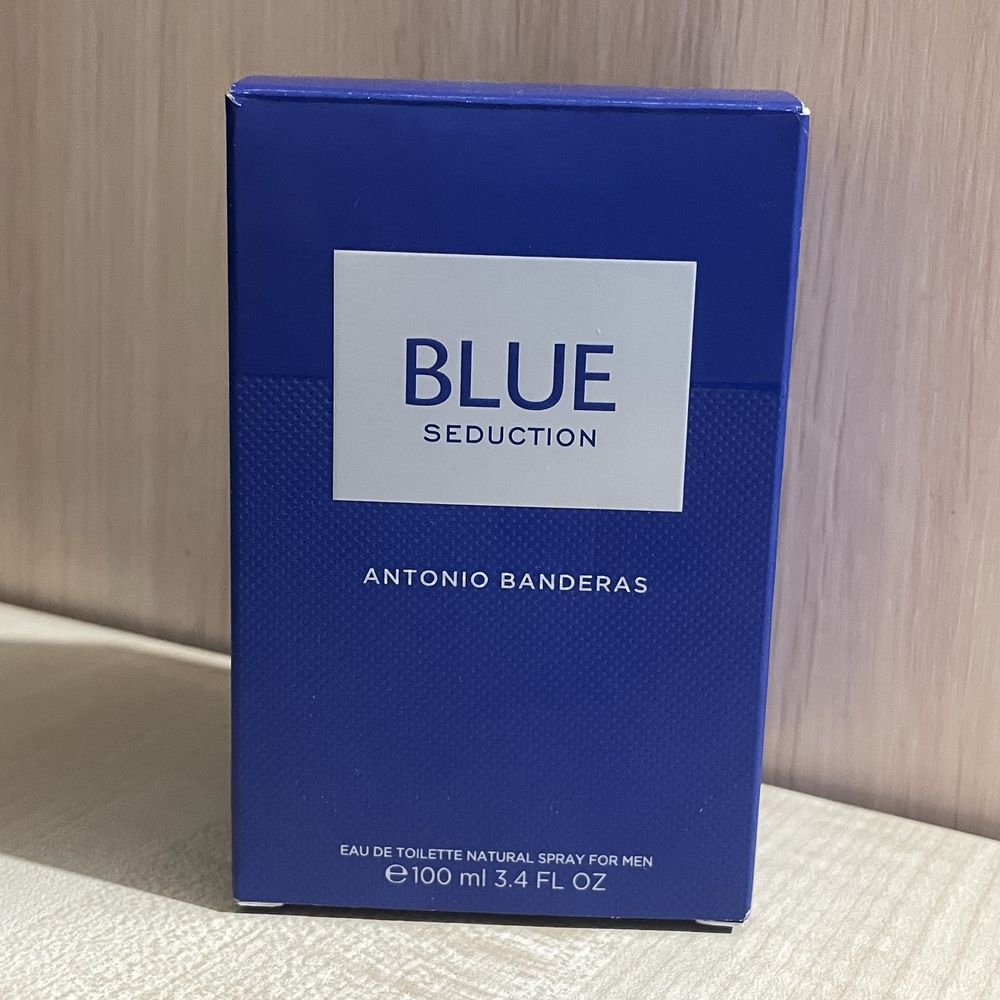 BLUE
SEDUCTION
ANTONIO BANDERAS
EAU DE TOILETTE NATURAL SPRAY FOR MEN
℮100 ml 3.4 FL OZ